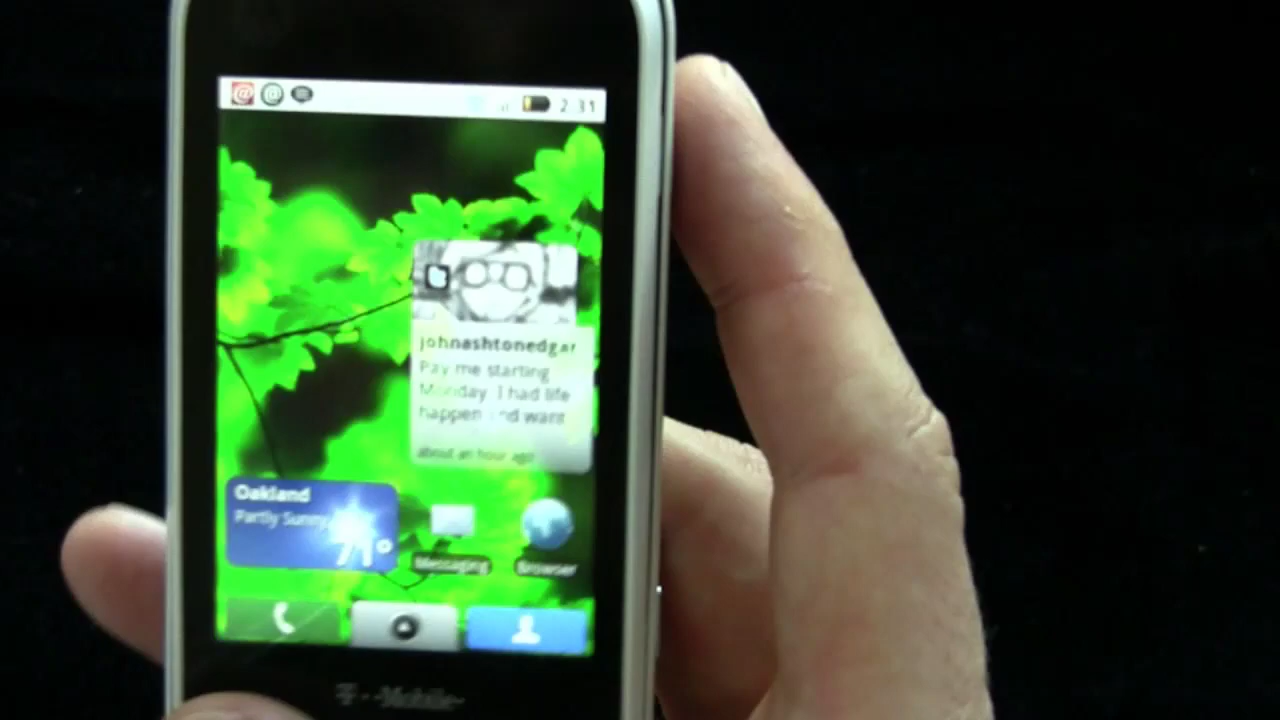 2 31
johnashtonedgar
Pay me starting
Monday. I had life
happen and want
about an hour ago
Oakland
Partly Sunny
71°
Messaging
Browser
T··Mobile·